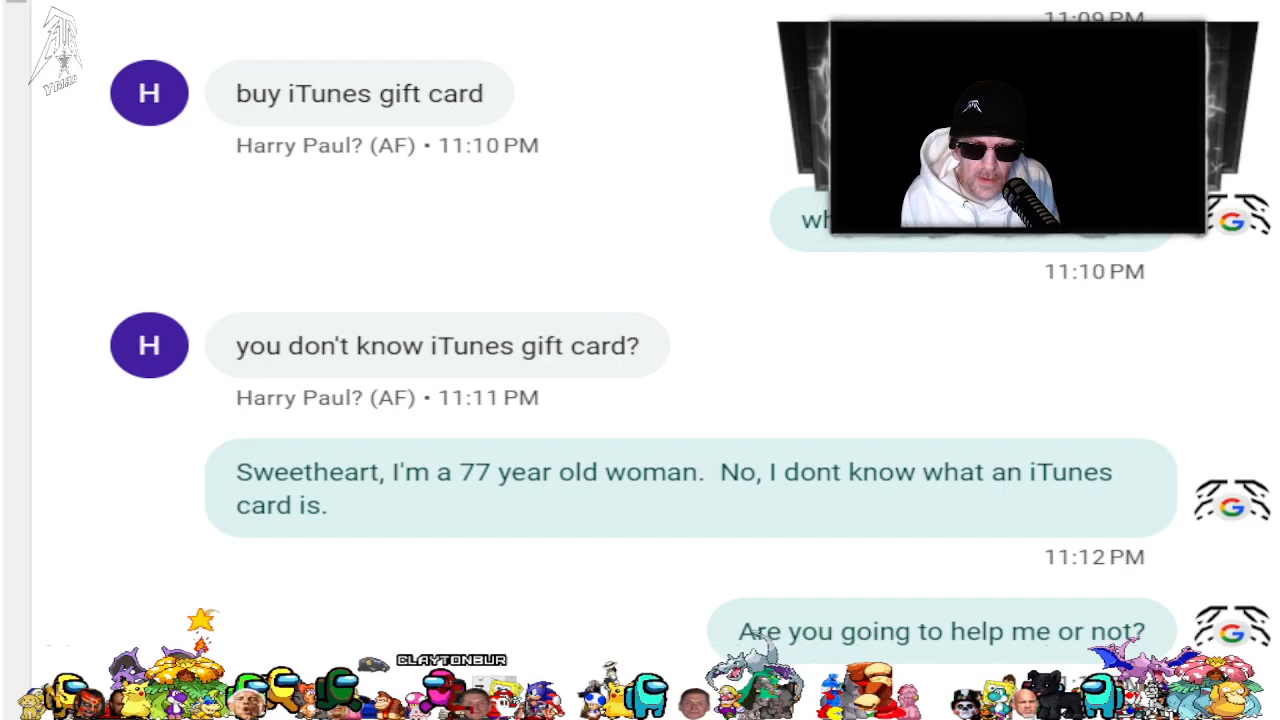 11:09 PM
YMH
H
buy iTunes gift card
Harry Paul? (AF) • 11:10 PM
11:10 PM
H
you don't know iTunes gift card?
Harry Paul? (AF) • 11:11 PM
Sweetheart, I'm a 77 year old woman. No, I dont know what an iTunes
card is.
11:12 PM
Are you going to help me or not?
CLAYTONBUR